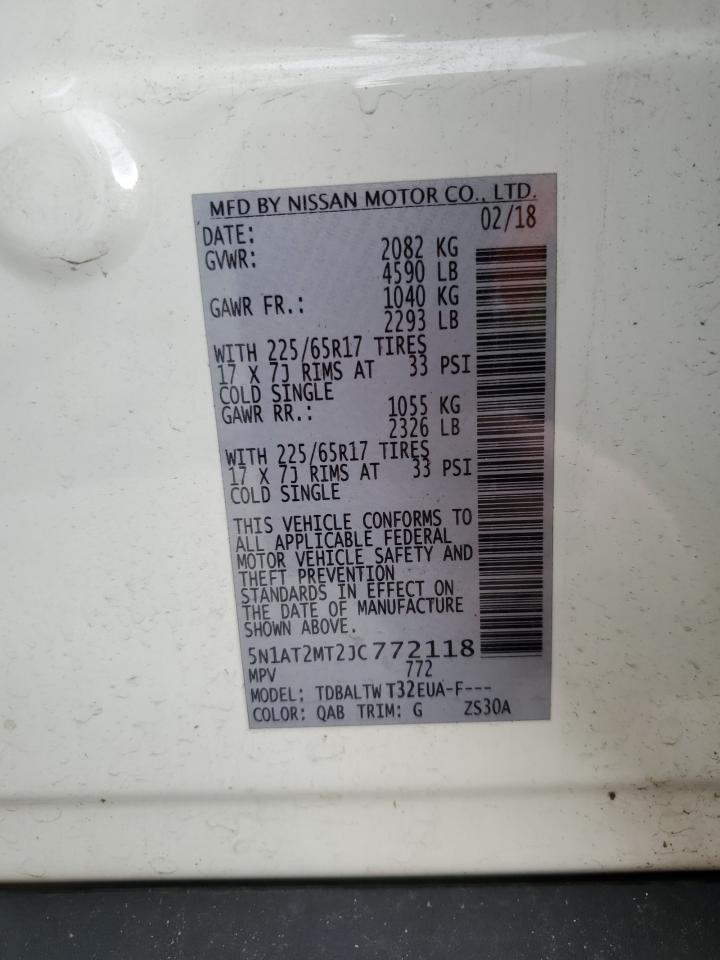 MFD BY NISSAN MOTOR CO., LTD.
DATE: 02/18
GVWR: 2082 KG
4590 LB
GAWR FR.: 1040 KG
2293 LB
WITH 225/65R17 TIRES
17 X 7J RIMS AT 33 PSI
COLD SINGLE
GAWR RR.: 1055 KG
2326 LB
WITH 225/65R17 TIRES
17 X 7J RIMS AT 33 PSI
COLD SINGLE
THIS VEHICLE CONFORMS TO
ALL APPLICABLE FEDERAL
MOTOR VEHICLE SAFETY AND
THEFT PREVENTION
STANDARDS IN EFFECT ON
THE DATE OF MANUFACTURE
SHOWN ABOVE.
5N1AT2MT2JC772118
MPV 772
MODEL: TDBALTW T32EUA-F---
COLOR: QAB TRIM: G ZS30A